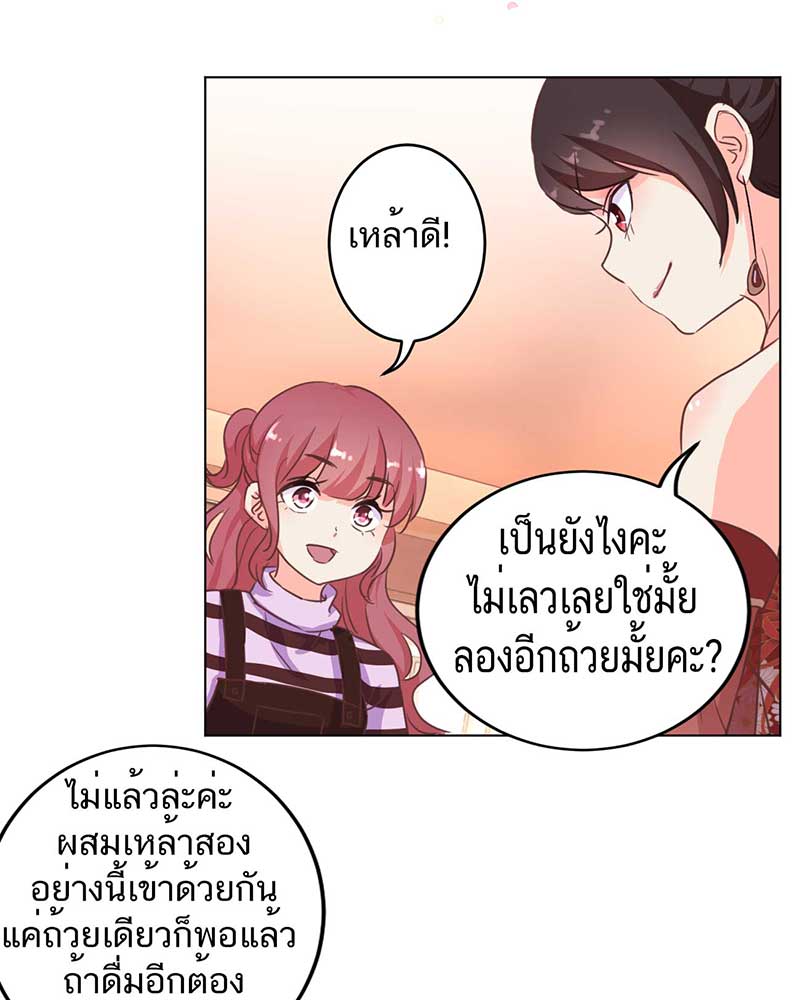 เหล้าดี!
เป็นยังไงคะ
ไม่เลวเลยใช่มั้ย
ลองอีกถ้วยมั้ยคะ?
ไม่แล้วล่ะค่ะ
ผสมเหล้าสอง
อย่างนี้เข้าด้วยกัน
แค่ถ้วยเดียวก็พอแล้ว
ถ้าดื่มอีกต้อง